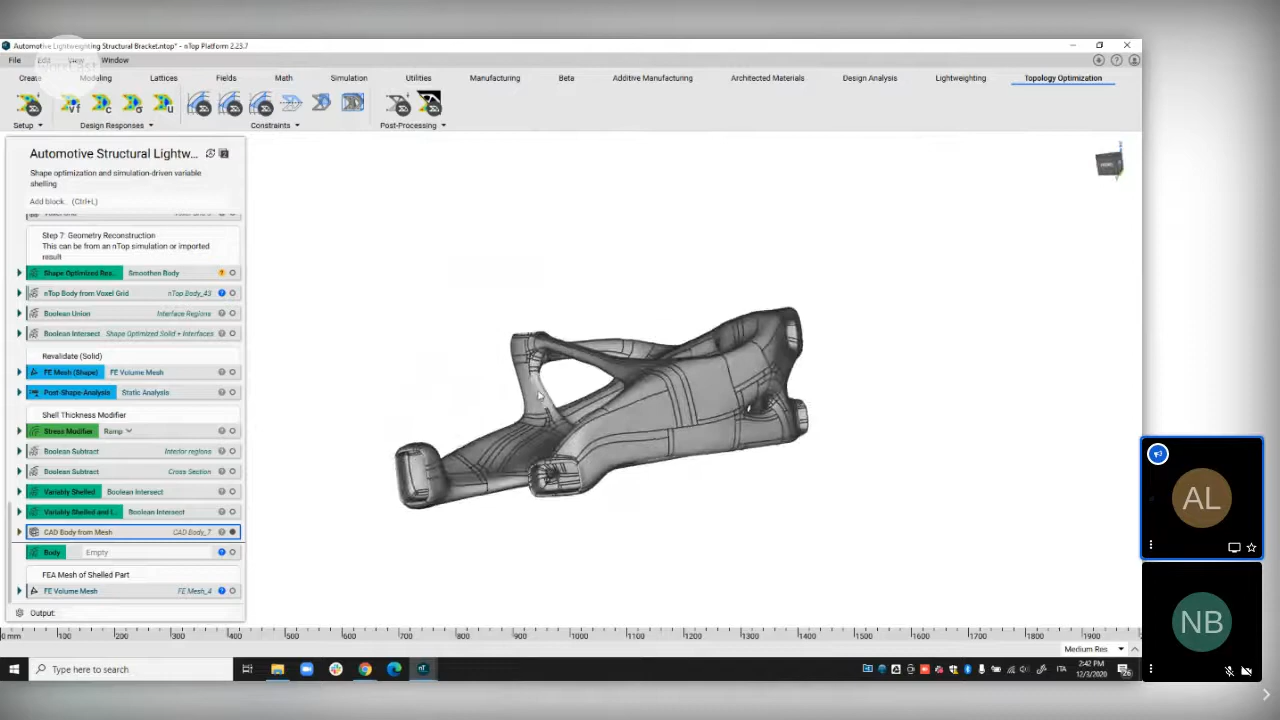 Automotive Lightweighting Structural Bracket.ntop* - nTop Platform 2.23.7
File Edit View Window
Create Modeling Lattices Fields Math Simulation Utilities Manufacturing Beta Additive Manufacturing Architected Materials Design Analysis Lightweighting Topology Optimization
Setup Design Responses Constraints Post-Processing
Automotive Structural Lightw...
Shape optimization and simulation-driven variable
shelling
Add block... (Ctrl+L)
Step 7: Geometry Reconstruction
This can be from an nTop simulation or imported
result
Shape Optimized Res... Smoothen Body
nTop Body from Voxel Grid nTop Body_43
Boolean Union Interface Regions
Boolean Intersect Shape Optimized Solid + Interfaces
Revalidate (Solid)
FE Mesh (Shape) FE Volume Mesh
Post-Shape-Analysis Static Analysis
Shell Thickness Modifier
Stress Modifier Ramp
Boolean Subtract Interior regions
Boolean Subtract Cross Section
Variably Shelled Boolean Intersect
Variably Shelled and I... Boolean Intersect
CAD Body from Mesh CAD Body_7
Body Empty
FEA Mesh of Shelled Part
FE Volume Mesh FE Mesh_4
Output:
0 mm 100 200 300 400 500 600 700 800 900 1000 1100 1200 1300 1400 1500 1600 1700 1800 1900
Medium Res
Type here to search
ITA
2:42 PM
12/3/2020
26
AL
NB